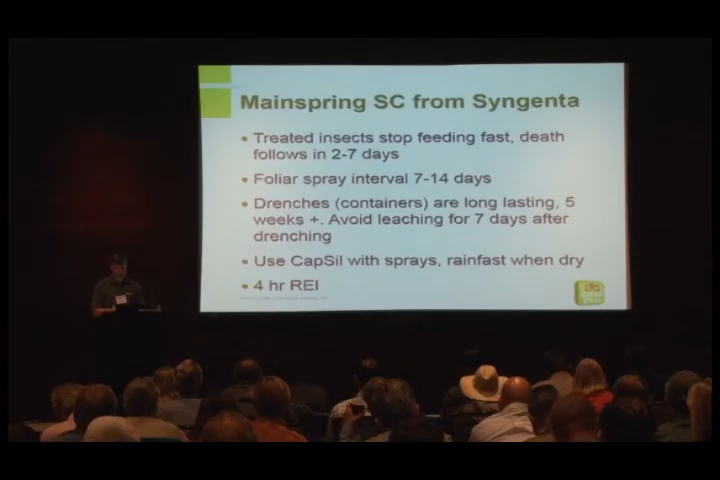 Mainspring SC from Syngenta
• Treated insects stop feeding fast, death
follows in 2-7 days
• Foliar spray interval 7-14 days
• Drenches (containers) are long lasting, 5
weeks +. Avoid leaching for 7 days after
drenching
• Use CapSil with sprays, rainfast when dry
• 4 hr REI